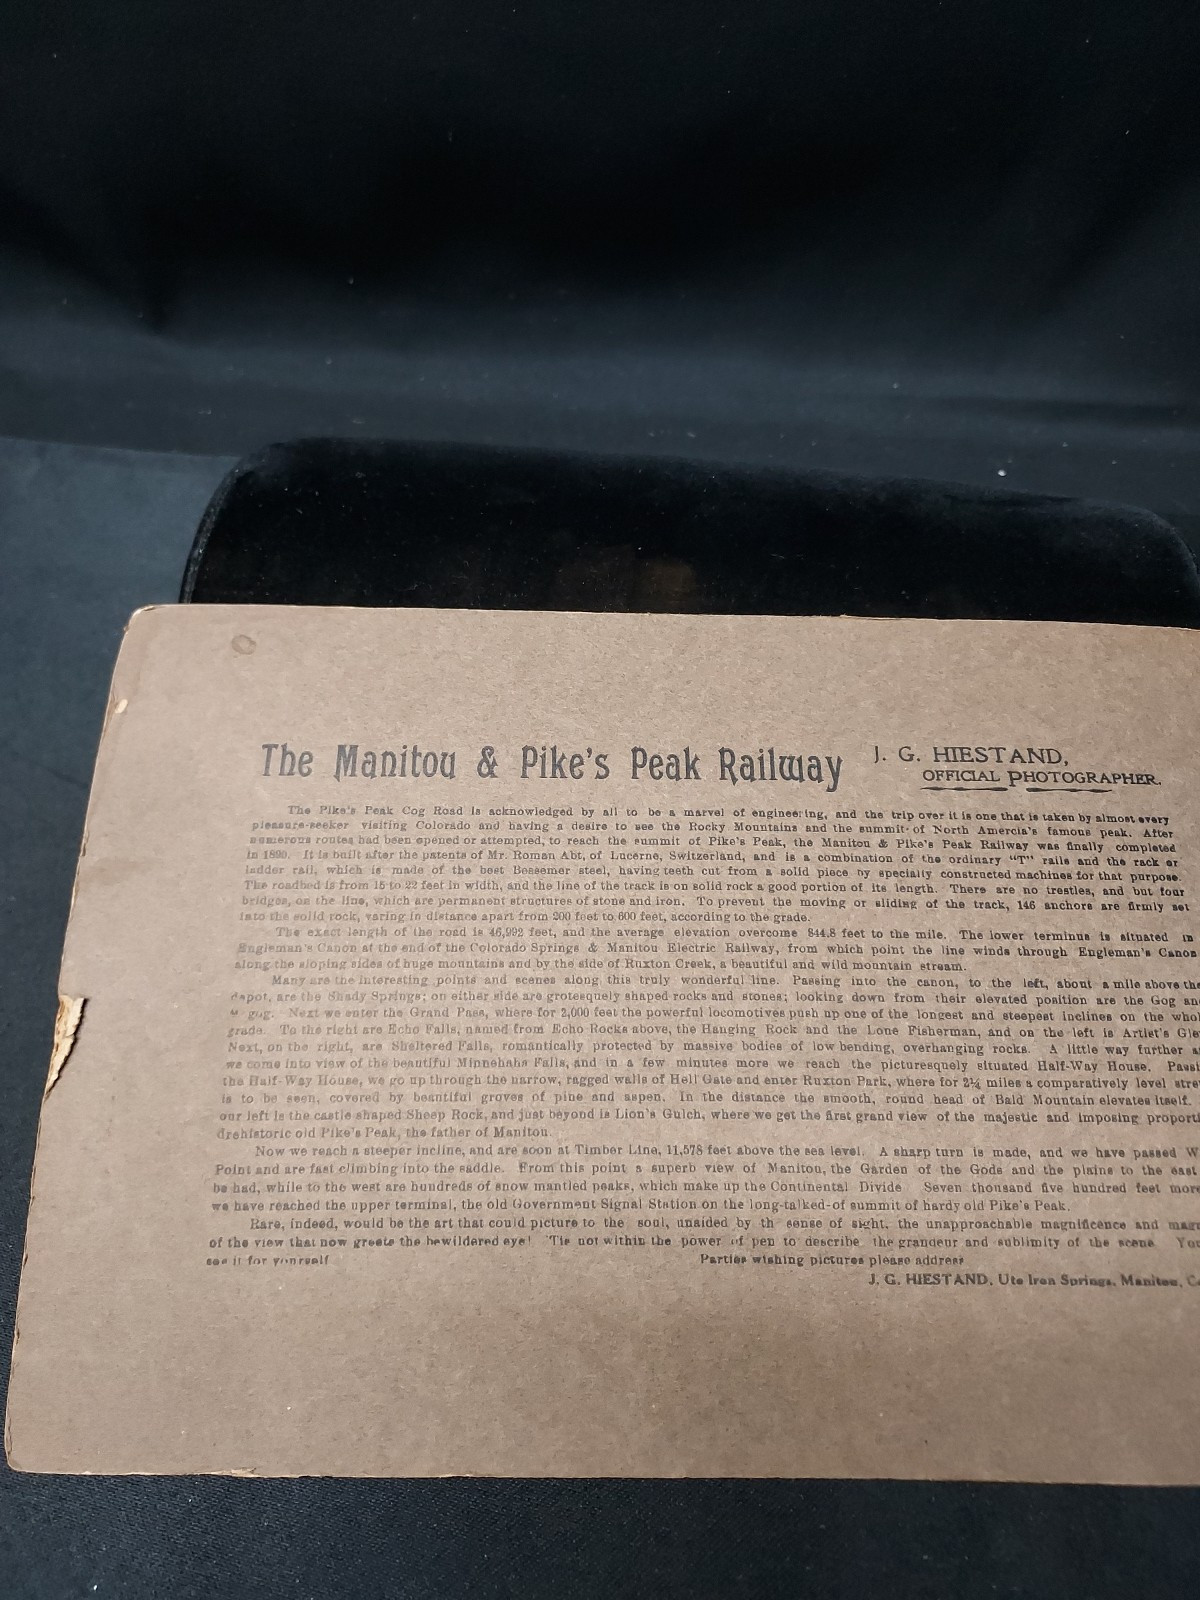 The Manitou & Pike's Peak Railway
J. G. HIESTAND,
OFFICIAL PHOTOGRAPHER.
The Pike's Peak Cog Road is acknowledged by all to be a marvel of engineering, and the trip over it is one that is taken by almost every
pleasure-seeker visiting Colorado and having a desire to see the Rocky Mountains and the summit of North Amercia's famous peak. After
numerous routes had been opened or attempted, to reach the summit of Pike's Peak, the Manitou & Pike's Peak Railway was finally completed
in 1890. It is built after the patents of Mr. Roman Abt, of Lucerne, Switzerland, and is a combination of the ordinary "T" rails and the rack or
ladder rail, which is made of the best Bessemer steel, having teeth cut from a solid piece by specially constructed machines for that purpose.
The roadbed is from 15 to 22 feet in width, and the line of the track is on solid rock a good portion of its length. There are no trestles, and but four
bridges, on the line, which are permanent structures of stone and iron. To prevent the moving or sliding of the track, 146 anchors are firmly set
into the solid rock, varing in distance apart from 200 feet to 600 feet, according to the grade.
The exact length of the road is 46,992 feet, and the average elevation overcome 844.8 feet to the mile. The lower terminus is situated in
Engleman's Canon at the end of the Colorado Springs & Manitou Electric Railway, from which point the line winds through Engleman's Canon
along the sloping sides of huge mountains and by the side of Ruxton Creek, a beautiful and wild mountain stream.
Many are the interesting points and scenes along this truly wonderful line. Passing into the canon, to the left, about a mile above the
depot, are the Shady Springs; on either side are grotesquely shaped rocks and stones; looking down from their elevated position are the Gog an
gog. Next we enter the Grand Pass, where for 2,000 feet the powerful locomotives push up one of the longest and steepest inclines on the whol
grade. To the right are Echo Falls, named from Echo Rocks above, the Hanging Rock and the Lone Fisherman, and on the left is Artist's Gle
Next, on the right, are Sheltered Falls, romantically protected by massive bodies of low bending, overhanging rocks. A little way further a
we come into view of the beautiful Minnehaha Falls, and in a few minutes more we reach the picturesquely situated Half-Way House. Passi
the Half-Way House, we go up through the narrow, ragged walls of Hell Gate and enter Ruxton Park, where for 2¼ miles a comparatively level stre
is to be seen, covered by beautiful groves of pine and aspen. In the distance the smooth, round head of Bald Mountain elevates itself.
our left is the castle shaped Sheep Rock, and just beyond is Lion's Gulch, where we get the first grand view of the majestic and imposing proporti
drehistoric old Pike's Peak, the father of Manitou.
Now we reach a steeper incline, and are soon at Timber Line, 11,578 feet above the sea level. A sharp turn is made, and we have passed W
Point and are fast climbing into the saddle. From this point a superb view of Manitou, the Garden of the Gods and the plains to the east
be had, while to the west are hundreds of snow mantled peaks, which make up the Continental Divide Seven thousand five hundred feet more
we have reached the upper terminal, the old Government Signal Station on the long-talked-of summit of hardy old Pike's Peak.
Rare, indeed, would be the art that could picture to the soul, unaided by th sense of sight, the unapproachable magnificence and mag
of the view that now greets the bewildered eye! 'Tis not within the power of pen to describe the grandeur and sublimity of the scene You
see it for yourself
Parties wishing pictures please address
J. G. HIESTAND, Ute Iron Springs, Manitou, C